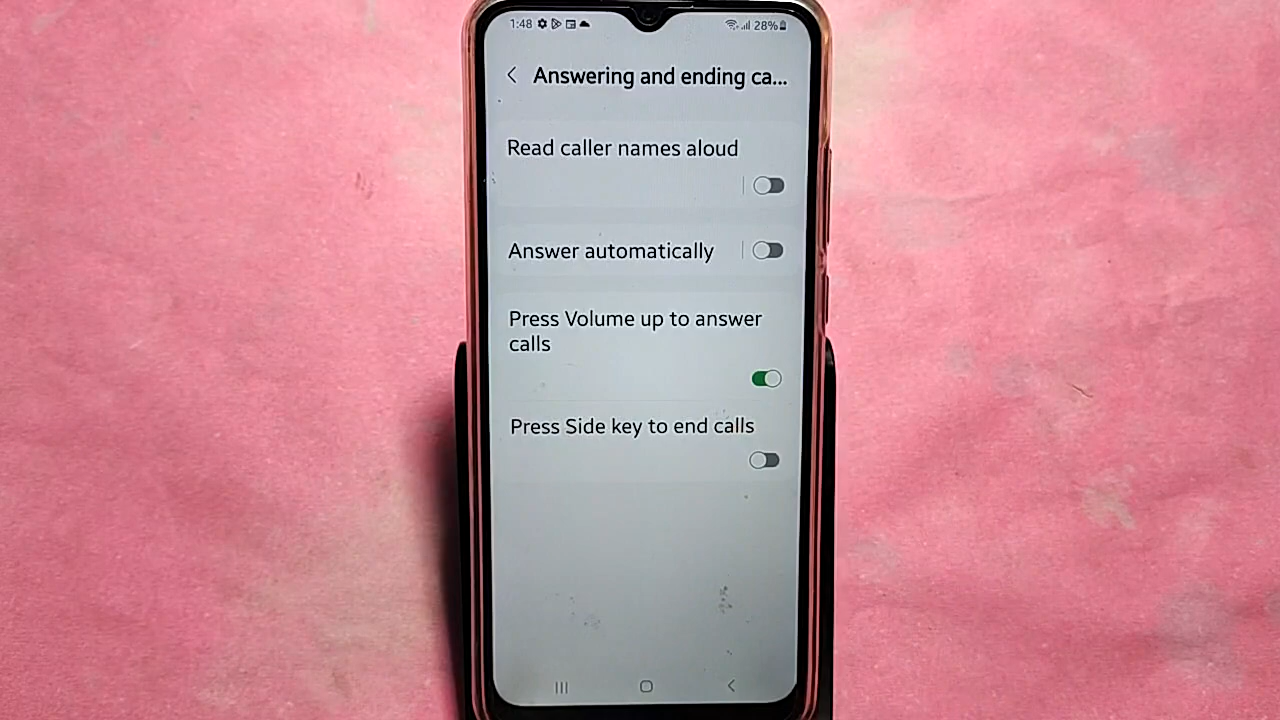 1:48 28%
Answering and ending ca...
Read caller names aloud
Answer automatically
Press Volume up to answer
calls
Press Side key to end calls